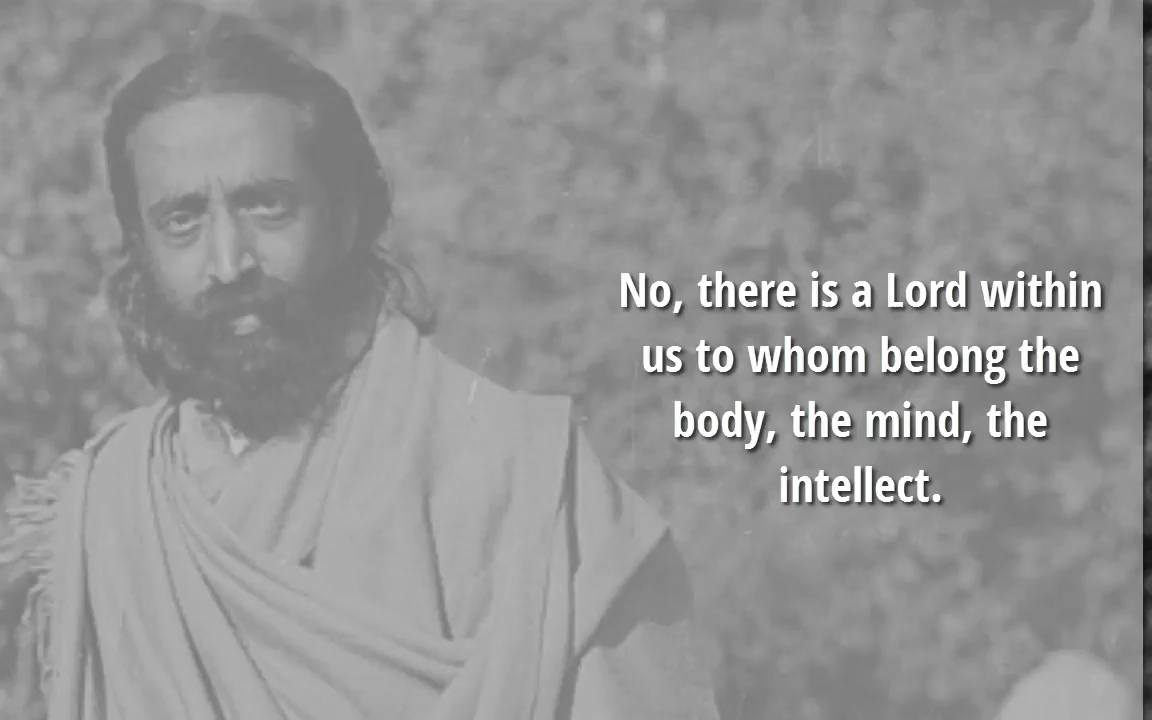 No, there is a Lord within
us to whom belong the
body, the mind, the
intellect.